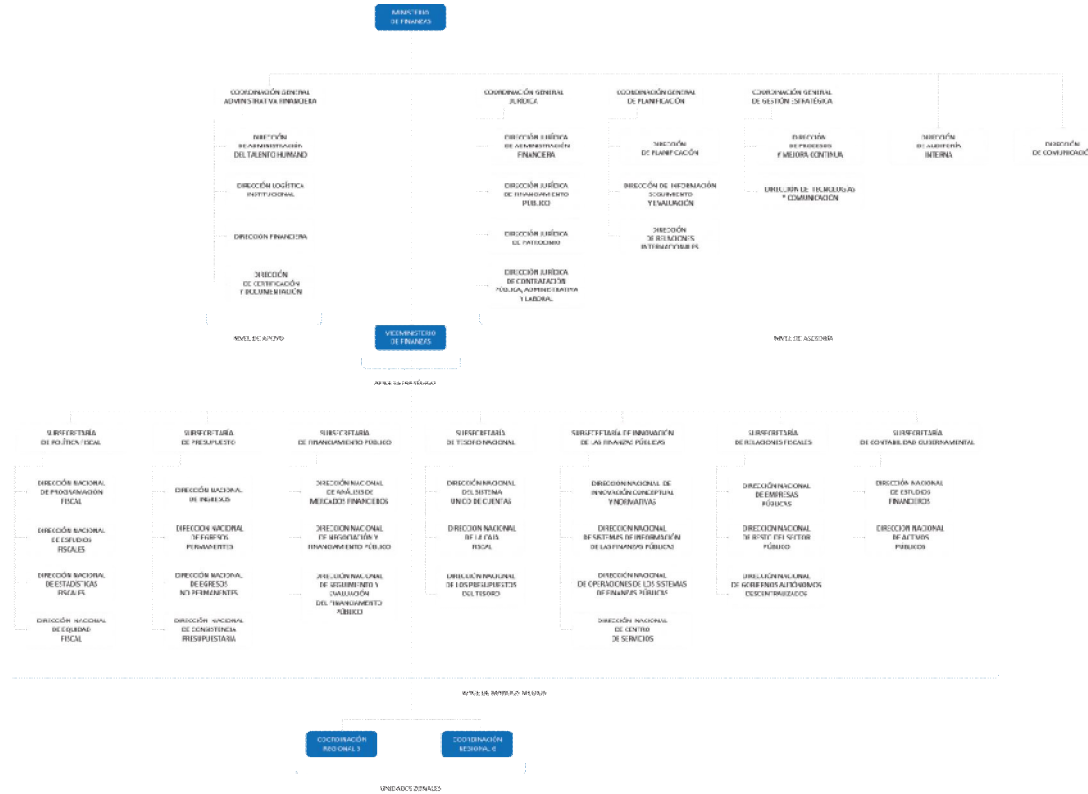 MINISTERIO
DE FINANZAS
COORDINACIÓN GENERAL
ADMINISTRATIVA FINANCIERA
COORDINACIÓN GENERAL
JURÍDICA
COORDINACIÓN GENERAL
DE PLANIFICACIÓN
COORDINACIÓN GENERAL
DE GESTIÓN ESTRATÉGICA
DIRECCIÓN
DE ADMINISTRACIÓN
DEL TALENTO HUMANO
DIRECCIÓN JURÍDICA
DE ADMINISTRACIÓN
FINANCIERA
DIRECCIÓN
DE PLANIFICACIÓN
DIRECCIÓN
DE PROCESOS
Y MEJORA CONTINUA
DIRECCIÓN
DE AUDITORÍA
INTERNA
DIRECCIÓN
DE COMUNICACIÓ
DIRECCIÓN LOGÍSTICA
INSTITUCIONAL
DIRECCIÓN JURÍDICA
DE FINANCIAMIENTO
PÚBLICO
DIRECCIÓN DE INFORMACIÓN
SEGUIMIENTO
Y EVALUACIÓN
DIRECCIÓN DE TECNOLOGÍAS
Y COMUNICACIÓN
DIRECCIÓN FINANCIERA
DIRECCIÓN JURÍDICA
DE PATROCINIO
DIRECCIÓN
DE RELACIONES
INTERNACIONALES
DIRECCIÓN
DE CERTIFICACIÓN
Y DOCUMENTACIÓN
DIRECCIÓN JURÍDICA
DE CONTRATACIÓN
PÚBLICA, ADMINISTRATIVA
Y LABORAL
NIVEL DE APOYO
VICEMINISTERIO
DE FINANZAS
NIVEL DE ASESORÍA
SUBSECRETARÍA
DE POLÍTICA FISCAL
SUBSECRETARÍA
DE PRESUPUESTO
SUBSECRETARÍA
DE FINANCIAMIENTO PÚBLICO
SUBSECRETARÍA
DE TESORO NACIONAL
SUBSECRETARÍA DE INNOVACIÓN
DE LAS FINANZAS PÚBLICAS
SUBSECRETARÍA
DE RELACIONES FISCALES
SUBSECRETARÍA
DE CONTABILIDAD GUBERNAMENTAL
DIRECCIÓN NACIONAL
DE PROGRAMACIÓN
FISCAL
DIRECCIÓN NACIONAL
DE INGRESOS
DIRECCIÓN NACIONAL
DE ANÁLISIS DE
MERCADOS FINANCIEROS
DIRECCIÓN NACIONAL
DEL SISTEMA
ÚNICO DE CUENTAS
DIRECCIÓN NACIONAL DE
INNOVACIÓN CONCEPTUAL
Y NORMATIVAS
DIRECCIÓN NACIONAL
DE EMPRESAS
PÚBLICAS
DIRECCIÓN NACIONAL
DE ESTUDIOS
FINANCIEROS
DIRECCIÓN NACIONAL
DE ESTUDIOS
FISCALES
DIRECCIÓN NACIONAL
DE EGRESOS
PERMANENTES
DIRECCIÓN NACIONAL
DE NEGOCIACIÓN Y
FINANCIAMIENTO PÚBLICO
DIRECCIÓN NACIONAL
DE LA CAJA
FISCAL
DIRECCIÓN NACIONAL
DE SISTEMAS DE INFORMACIÓN
DE LAS FINANZAS PÚBLICAS
DIRECCIÓN NACIONAL
DE RESTO DEL SECTOR
PÚBLICO
DIRECCIÓN NACIONAL
DE ACTIVOS
PÚBLICOS
DIRECCIÓN NACIONAL
DE ESTADÍSTICAS
FISCALES
DIRECCIÓN NACIONAL
DE EGRESOS
NO PERMANENTES
DIRECCIÓN NACIONAL
DE SEGUIMIENTO Y
EVALUACIÓN
DEL FINANCIAMIENTO
PÚBLICO
DIRECCIÓN NACIONAL
DE LOS PRESUPUESTOS
DEL TESORO
DIRECCIÓN NACIONAL
DE OPERACIONES DE LOS SISTEMAS
DE FINANZAS PÚBLICAS
DIRECCIÓN NACIONAL
DE GOBIERNOS AUTÓNOMOS
DESCENTRALIZADOS
DIRECCIÓN NACIONAL
DE EQUIDAD
FISCAL
DIRECCIÓN NACIONAL
DE CONSISTENCIA
PRESUPUESTARIA
DIRECCIÓN NACIONAL
DE CENTRO
DE SERVICIOS
COORDINACIÓN
REGIONAL
COORDINACIÓN
REGIONAL
UNIDADES ZONALES